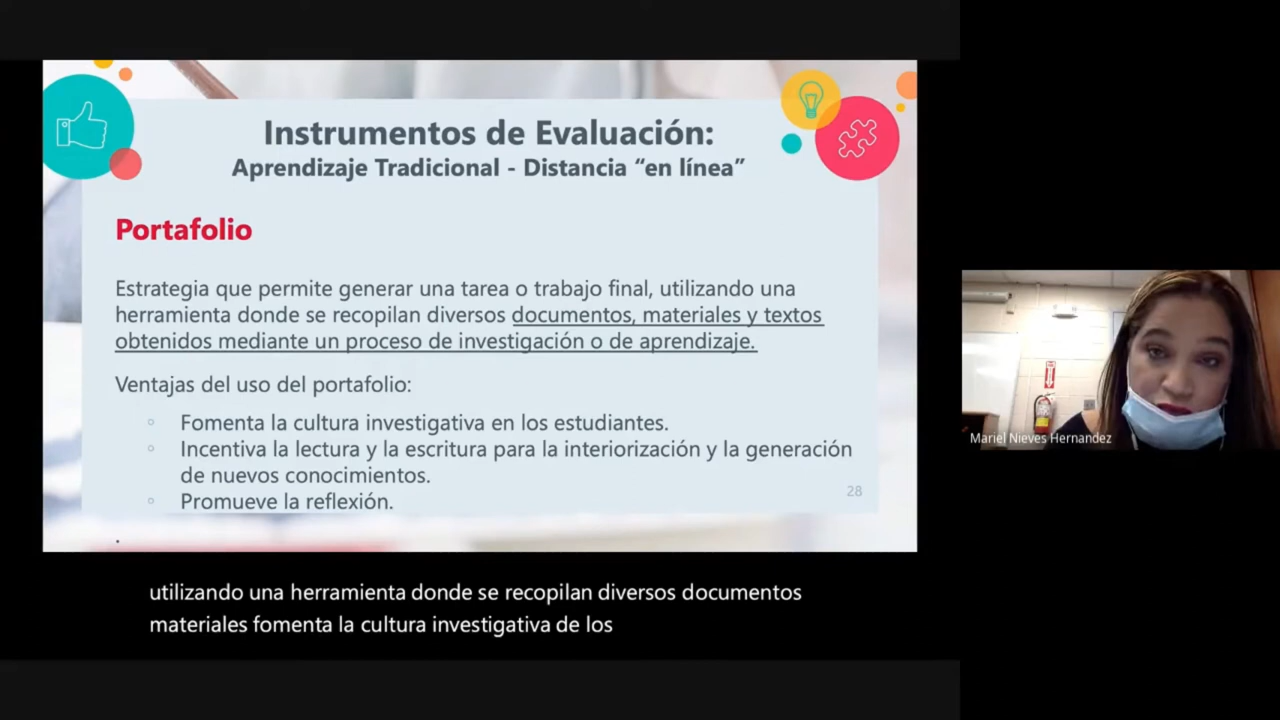 Instrumentos de Evaluación:
Aprendizaje Tradicional - Distancia “en línea”
Portafolio
Estrategia que permite generar una tarea o trabajo final, utilizando una
herramienta donde se recopilan diversos documentos, materiales y textos
obtenidos mediante un proceso de investigación o de aprendizaje.
Ventajas del uso del portafolio:
Fomenta la cultura investigativa en los estudiantes.
Incentiva la lectura y la escritura para la interiorización y la generación
de nuevos conocimientos.
Promueve la reflexión.
28
.
utilizando una herramienta donde se recopilan diversos documentos
materiales fomenta la cultura investigativa de los
Mariel Nieves Hernandez